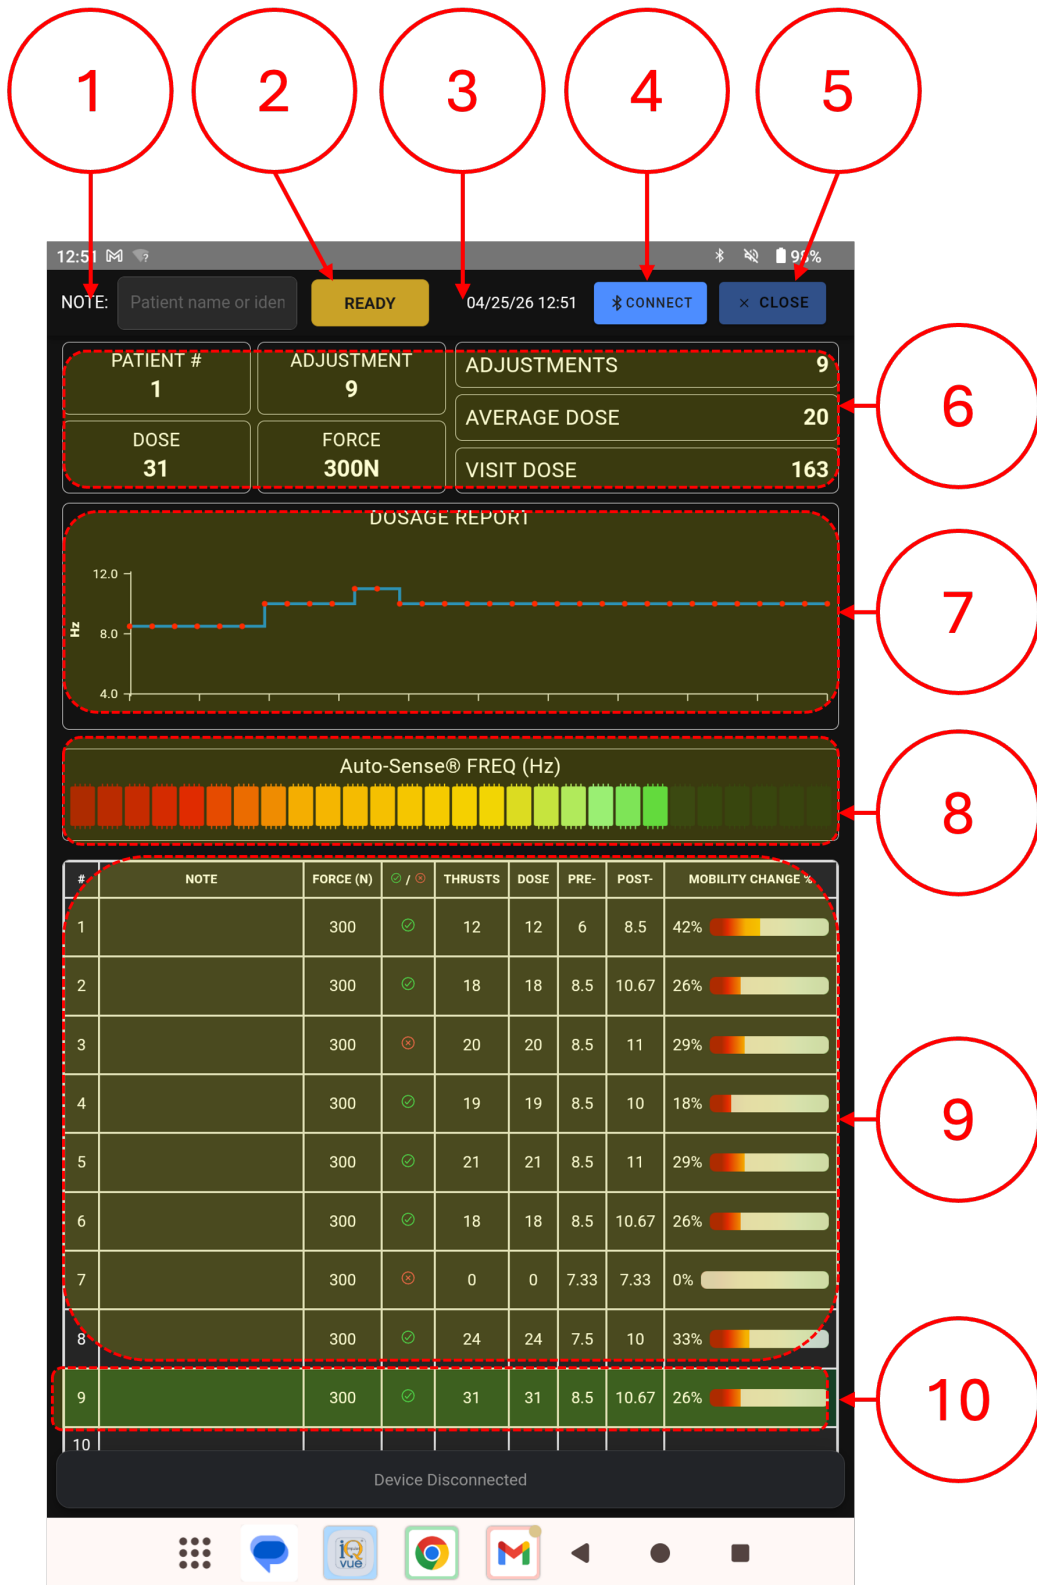 1 2 3 4 5
12:51 98%
NOTE: Patient name or iden READY 04/25/26 12:51 CONNECT × CLOSE
PATIENT # ADJUSTMENT ADJUSTMENTS 9
1 9
AVERAGE DOSE 20
6
DOSE FORCE
31 300N VISIT DOSE 163
DOSAGE REPORT
12.0
7
Hz 8.0
4.0
Auto-Sense® FREQ (Hz)
8
# NOTE FORCE (N) / THRUSTS DOSE PRE- POST- MOBILITY CHANGE %
1 300 12 12 6 8.5 42%
2 300 18 18 8.5 10.67 26%
3 300 20 20 8.5 11 29%
4 300 19 19 8.5 10 18%
9
5 300 21 21 8.5 11 29%
6 300 18 18 8.5 10.67 26%
7 300 0 0 7.33 7.33 0%
8 300 24 24 7.5 10 33%
9 300 31 31 8.5 10.67 26%
10
10
Device Disconnected
iQ
vue